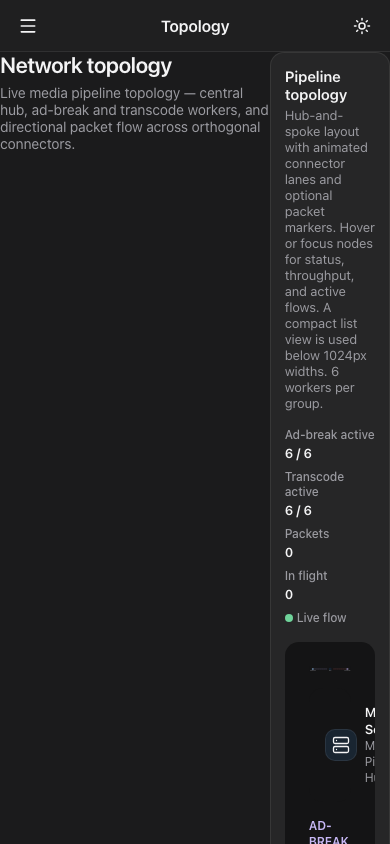 Topology
Network topology
Live media pipeline topology — central
hub, ad-break and transcode workers, and
directional packet flow across orthogonal
connectors.
Pipeline
topology
Hub-and-
spoke layout
with animated
connector
lanes and
optional
packet
markers. Hover
or focus nodes
for status,
throughput,
and active
flows. A
compact list
view is used
below 1024px
widths. 6
workers per
group.
Ad-break active
6 / 6
Transcode
active
6 / 6
Packets
0
In flight
0
Live flow
AD-
BREAK